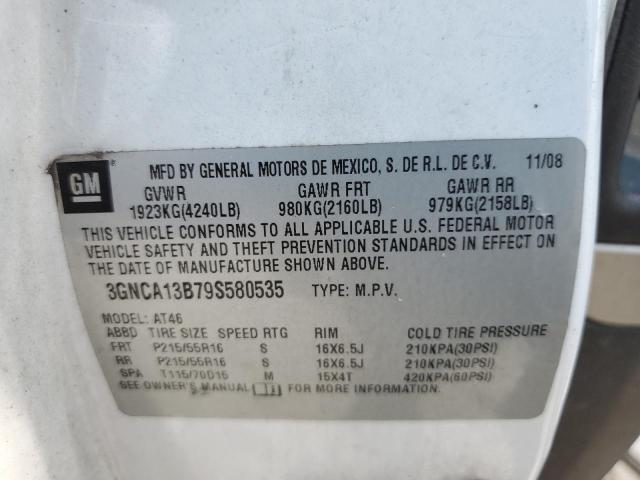 GM
MFD BY GENERAL MOTORS DE MEXICO, S. DE R.L. DE C.V. 11/08
GVWR GAWR FRT GAWR RR
1923KG(4240LB) 980KG(2160LB) 979KG(2158LB)
THIS VEHICLE CONFORMS TO ALL APPLICABLE U.S. FEDERAL MOTOR
VEHICLE SAFETY AND THEFT PREVENTION STANDARDS IN EFFECT ON
THE DATE OF MANUFACTURE SHOWN ABOVE.
3GNCA13B79S580535 TYPE: M.P.V.
MODEL: AT46
ABBD TIRE SIZE SPEED RTG RIM COLD TIRE PRESSURE
FRT P215/55R16 S 16X6.5J 210KPA(30PSI)
RR P215/55R16 S 16X6.5J 210KPA(30PSI)
SPA T115/70D15 M 15X4T 420KPA(60PSI)
SEE OWNER'S MANUAL FOR MORE INFORMATION